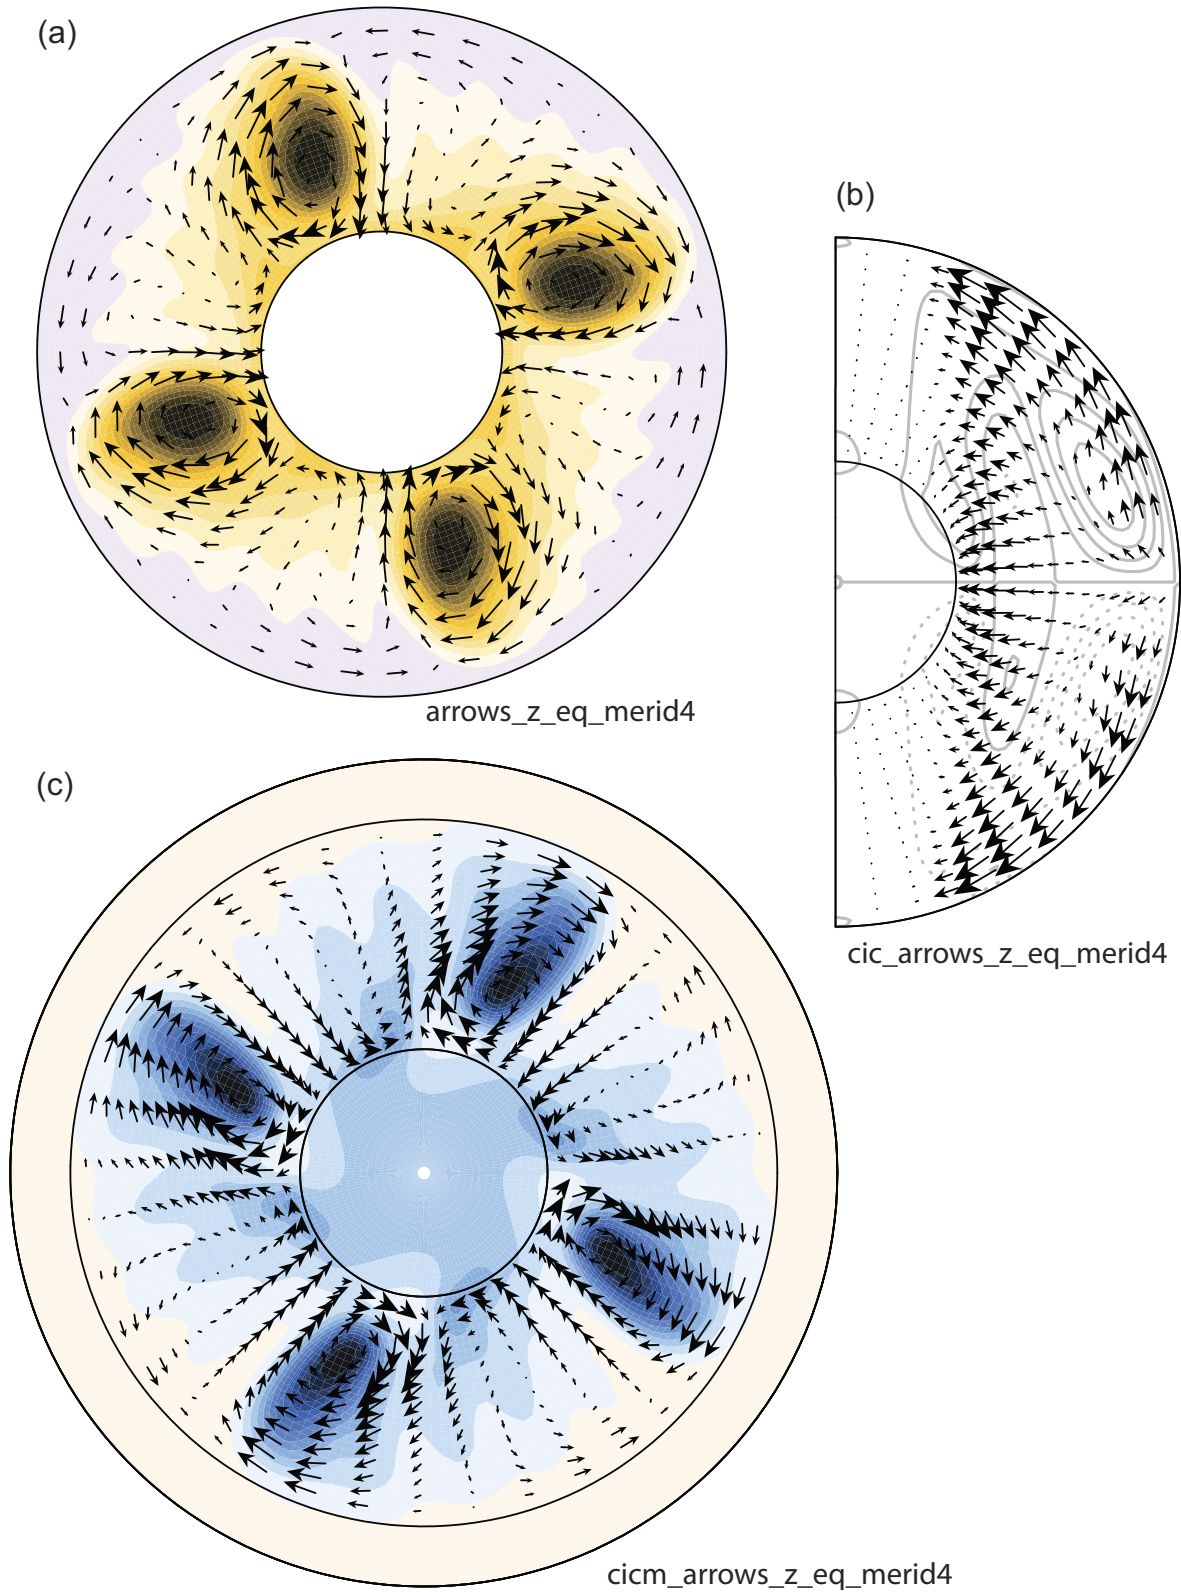 (a)
(b)
arrows_z_eq_merid4
(c)
cic_arrows_z_eq_merid4
cicm_arrows_z_eq_merid4